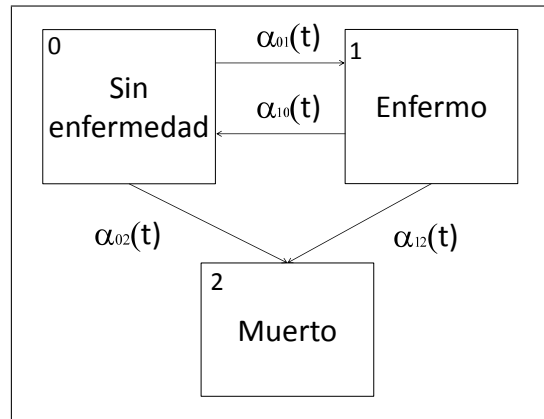 0
Sin
enfermedad
α01(t)
1
Enfermo
α10(t)
α02(t)
α12(t)
2
Muerto